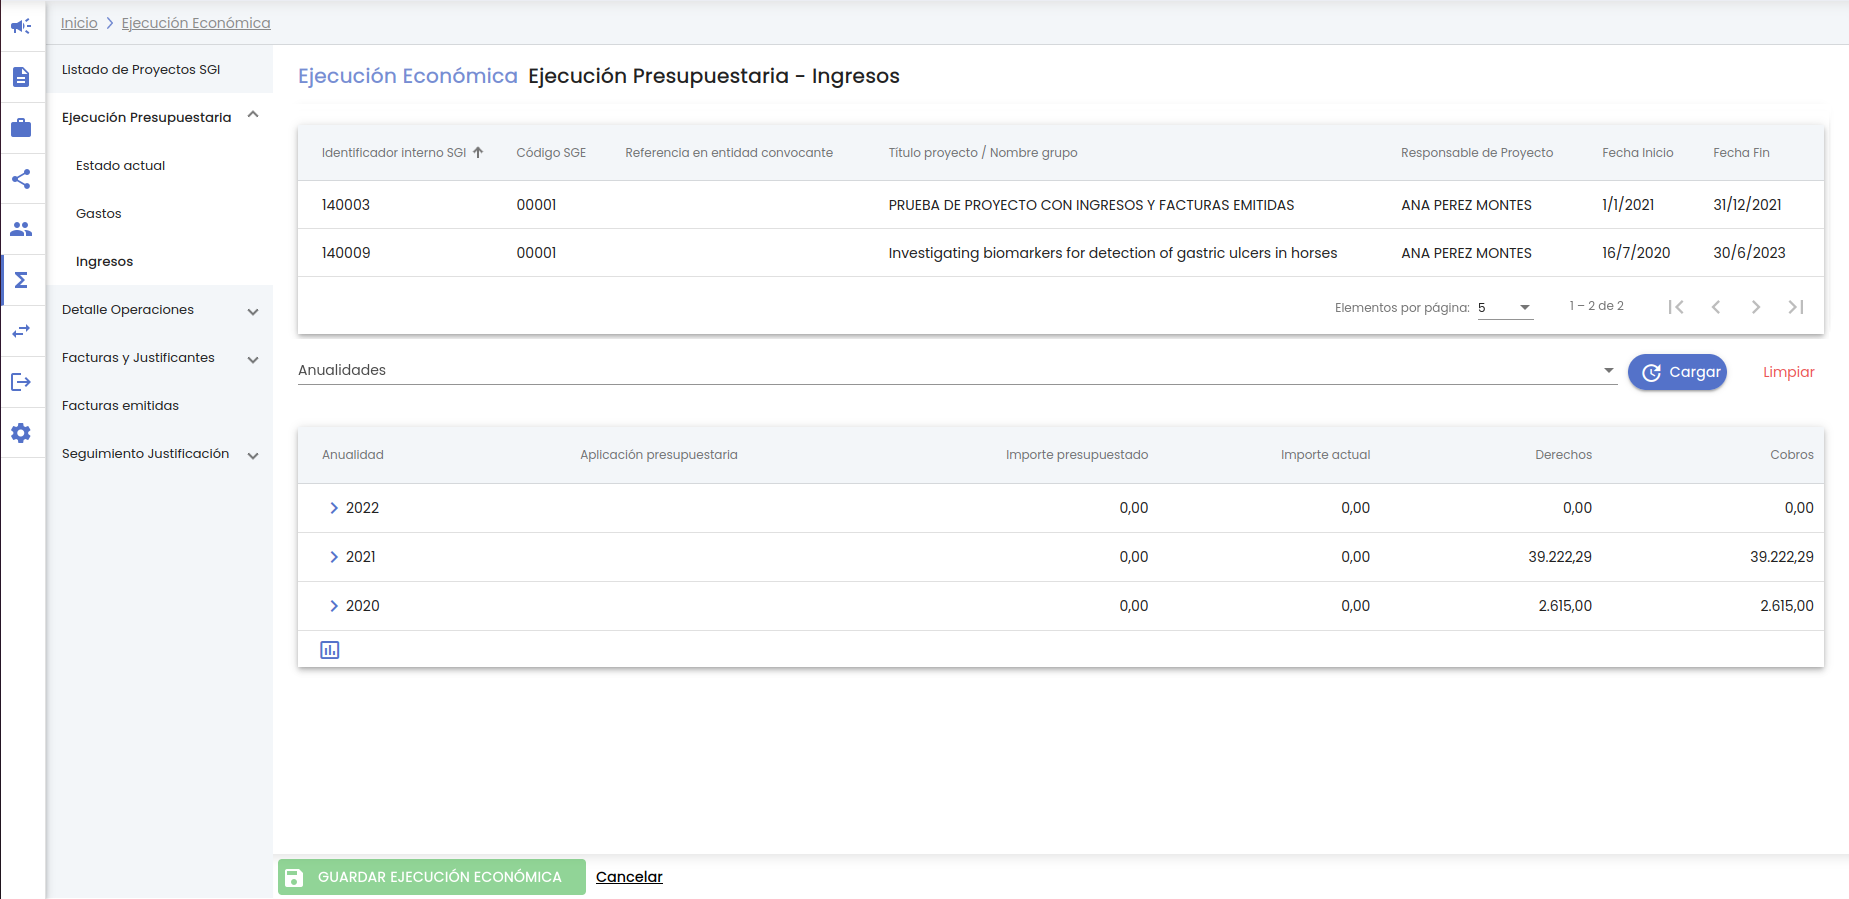 Inicio
Ejecución Económica
Listado de Proyectos SGI
Ejecución Presupuestaria
Estado actual
Gastos
Ingresos
Detalle Operaciones
Facturas y Justificantes
Facturas emitidas
Seguimiento Justificación
Ejecución Económica Ejecución Presupuestaria - Ingresos
Identificador interno SGI Código SGE Referencia en entidad convocante Título proyecto / Nombre grupo Responsable de Proyecto Fecha Inicio Fecha Fin
140003 00001 PRUEBA DE PROYECTO CON INGRESOS Y FACTURAS EMITIDAS ANA PEREZ MONTES 1/1/2021 31/12/2021
140009 00001 Investigating biomarkers for detection of gastric ulcers in horses ANA PEREZ MONTES 16/7/2020 30/6/2023
Elementos por página: 5 1 – 2 de 2
Anualidades Cargar Limpiar
Anualidad Aplicación presupuestaria Importe presupuestado Importe actual Derechos Cobros
2022 0,00 0,00 0,00 0,00
2021 0,00 0,00 39.222,29 39.222,29
2020 0,00 0,00 2.615,00 2.615,00
GUARDAR EJECUCIÓN ECONÓMICA Cancelar